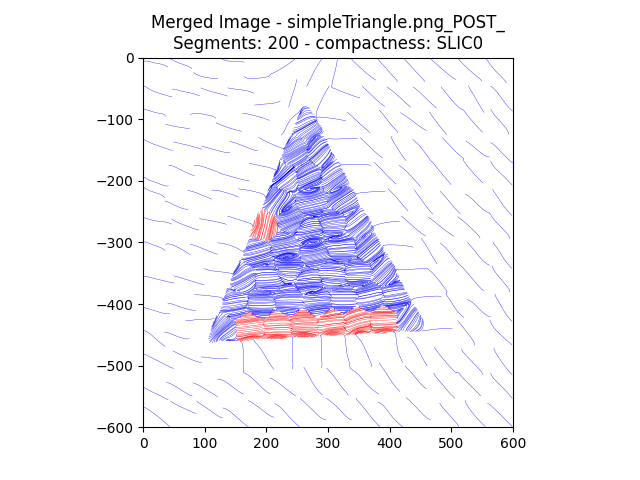 Merged Image - simpleTriangle.png_POST_
Segments: 200 - compactness: SLIC0
0
−100
−200
−300
−400
−500
−600
0 100 200 300 400 500 600